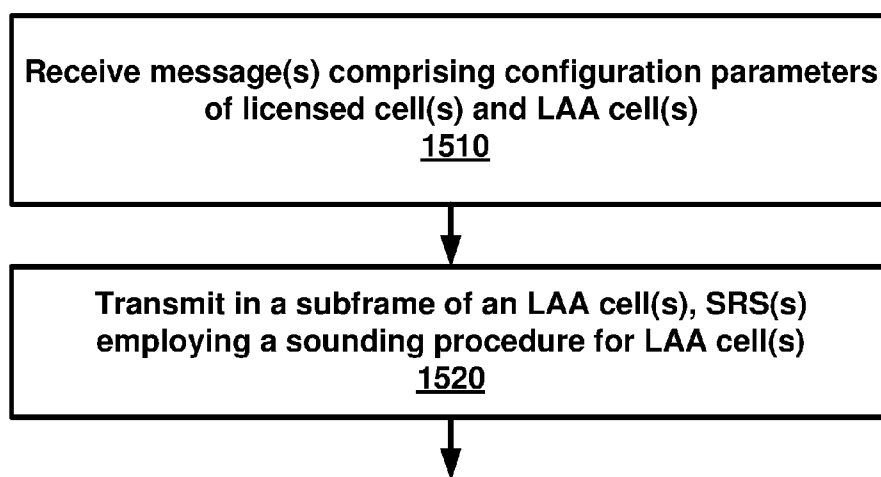 Receive message(s) comprising configuration parameters
of licensed cell(s) and LAA cell(s)
1510
Transmit in a subframe of an LAA cell(s), SRS(s)
employing a sounding procedure for LAA cell(s)
1520